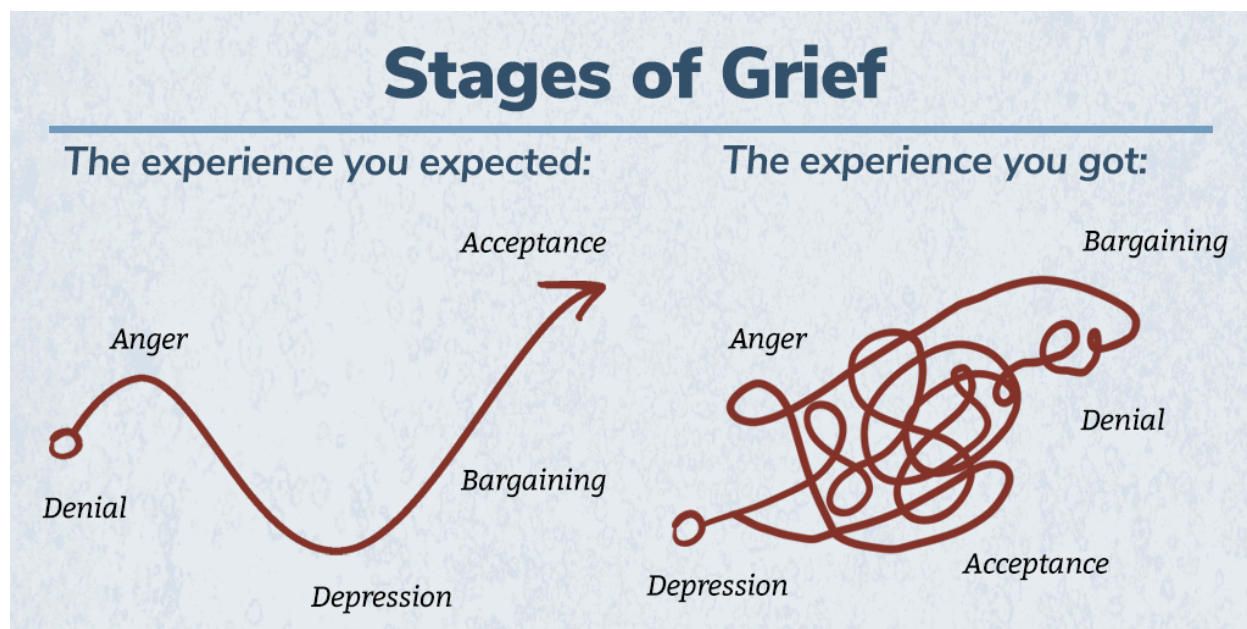 Stages of Grief
The experience you expected:
Acceptance
Anger
Bargaining
Denial
Depression
The experience you got:
Bargaining
Anger
Denial
Acceptance
Depression